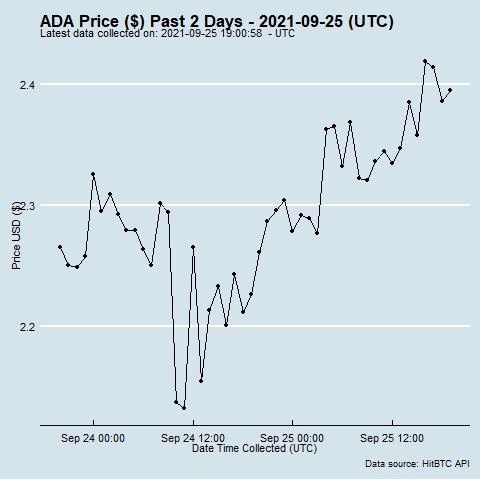 ADA Price ($) Past 2 Days - 2021-09-25 (UTC)
Latest data collected on: 2021-09-25 19:00:58  - UTC
2.4
2.3
2.2
Price USD ($)
Sep 24 00:00
Sep 24 12:00
Sep 25 00:00
Sep 25 12:00
Date Time Collected (UTC)
Data source: HitBTC API